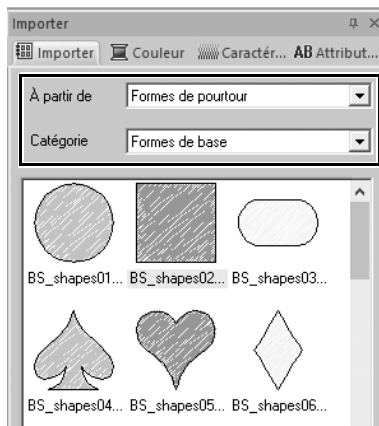 Importer
Importer Couleur Caractér... AB Attribut...
À partir de Formes de pourtour
Catégorie Formes de base
BS_shapes01... BS_shapes02... BS_shapes03...
BS_shapes04... BS_shapes05... BS_shapes06...